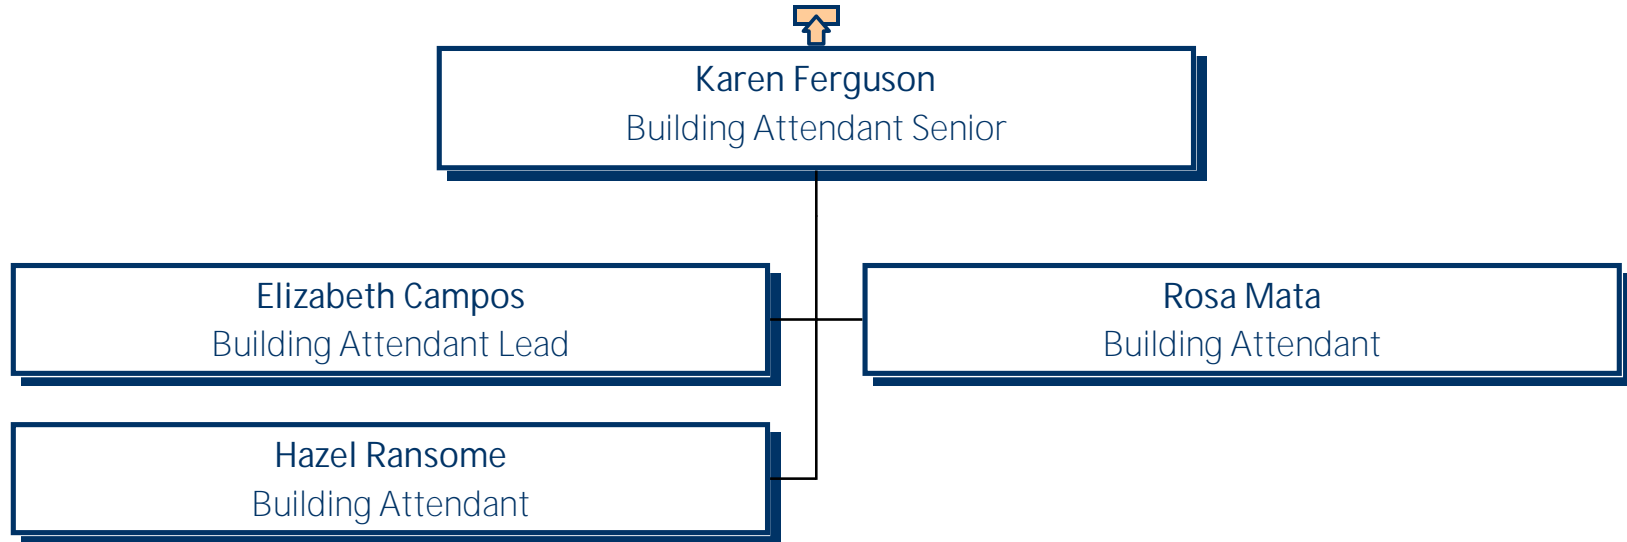 Karen Ferguson
Building Attendant Senior
Elizabeth Campos
Building Attendant Lead
Rosa Mata
Building Attendant
Hazel Ransome
Building Attendant